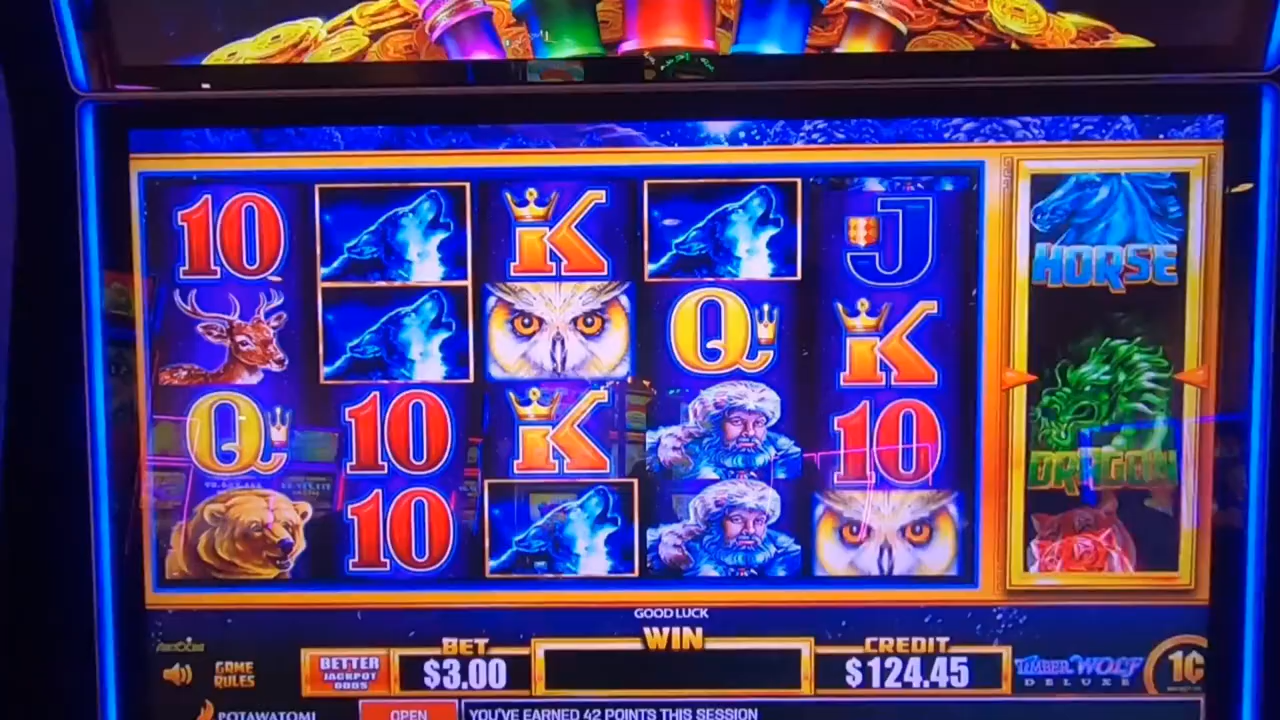 10
K
J
HORSE
Q
K
Q
10
K
10
DRAGON
10
GOOD LUCK
WIN
BET
CREDIT
GAME RULES
BETTER JACKPOT ODDS
$3.00
$124.45
TIMBER WOLF DELUXE
1¢
POTAWATOMI
OPEN
YOU'VE EARNED 42 POINTS THIS SESSION